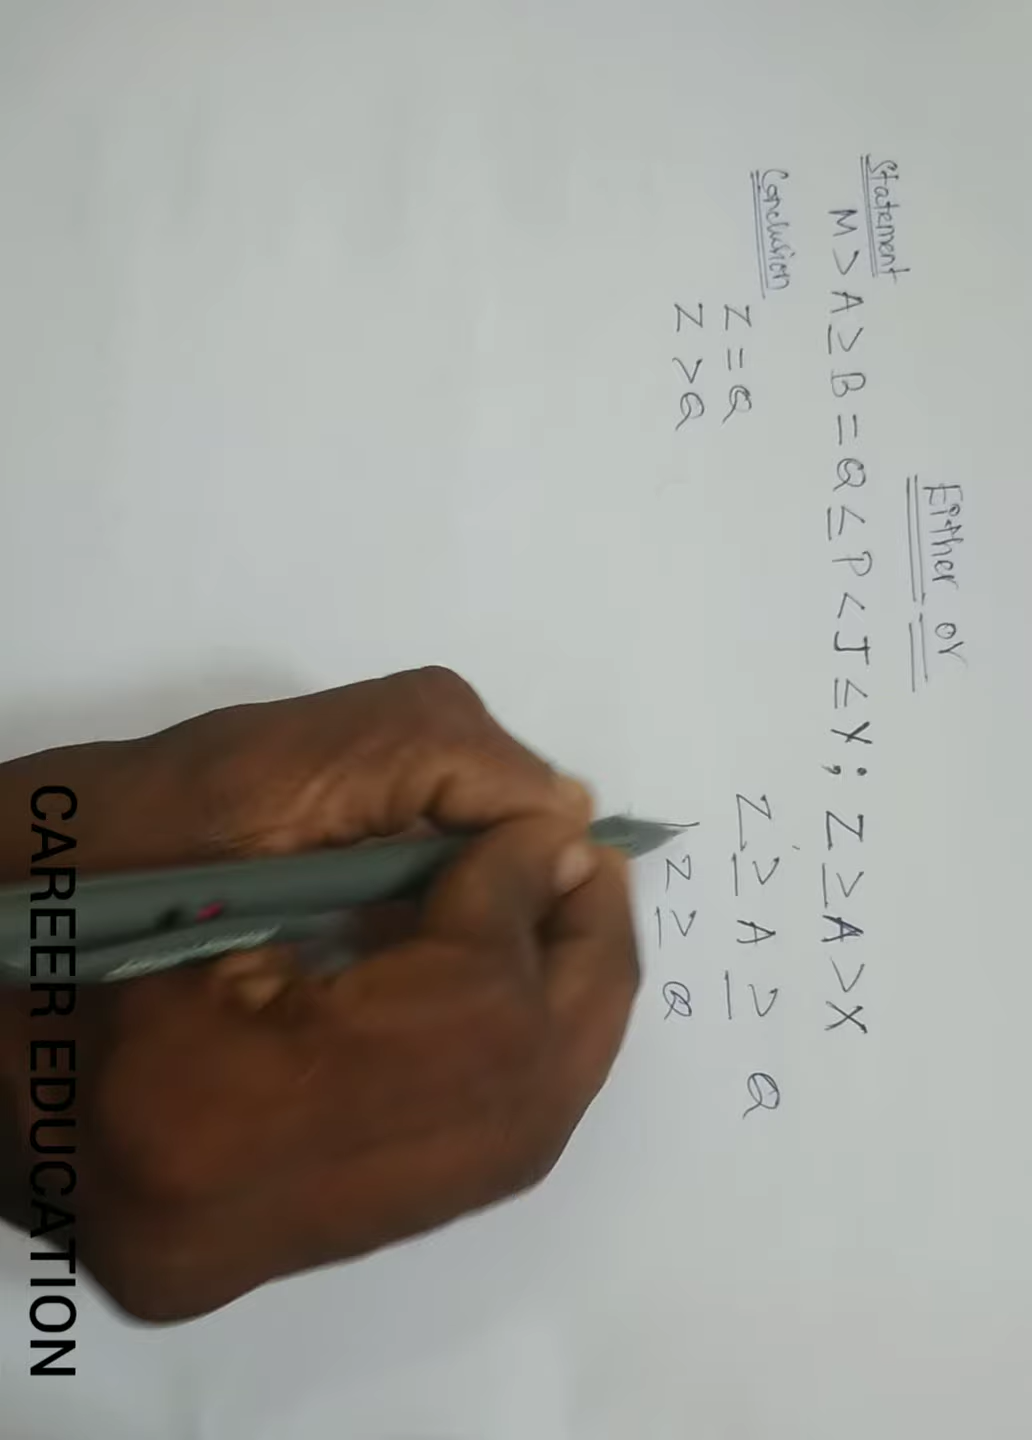 Either or
Statement
M > A ≥ B = Q ≤ P < J ≤ Y ; Z ≥ A > X
Conclusion
Z = Q
Z > Q
Z ≥ A ≥ Q
Z ≥ Q
CAREER EDUCATION